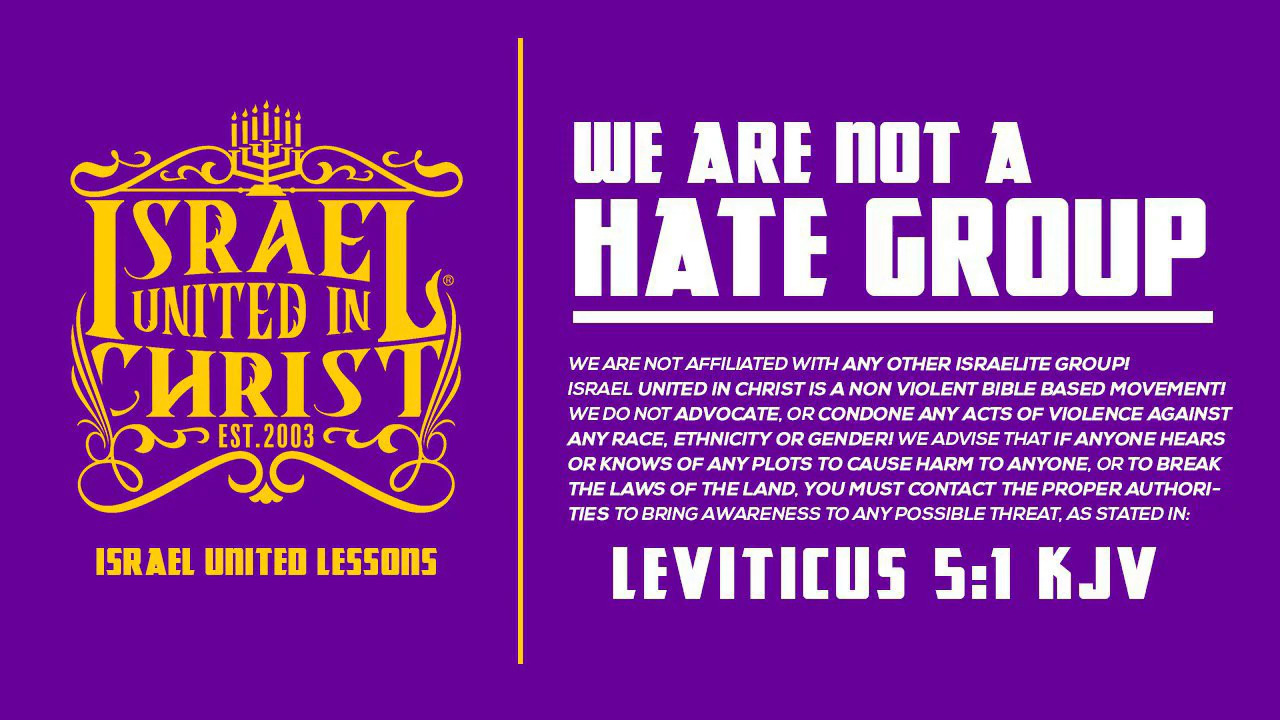 ISRAEL
UNITED IN
CHRIST
®
EST.2003
ISRAEL UNITED LESSONS
WE ARE NOT A
HATE GROUP
WE ARE NOT AFFILIATED WITH ANY OTHER ISRAELITE GROUP!
ISRAEL UNITED IN CHRIST IS A NON VIOLENT BIBLE BASED MOVEMENT!
WE DO NOT ADVOCATE, OR CONDONE ANY ACTS OF VIOLENCE AGAINST
ANY RACE, ETHNICITY OR GENDER! WE ADVISE THAT IF ANYONE HEARS
OR KNOWS OF ANY PLOTS TO CAUSE HARM TO ANYONE, OR TO BREAK
THE LAWS OF THE LAND, YOU MUST CONTACT THE PROPER AUTHORI-
TIES TO BRING AWARENESS TO ANY POSSIBLE THREAT, AS STATED IN:
LEVITICUS 5:1 KJV